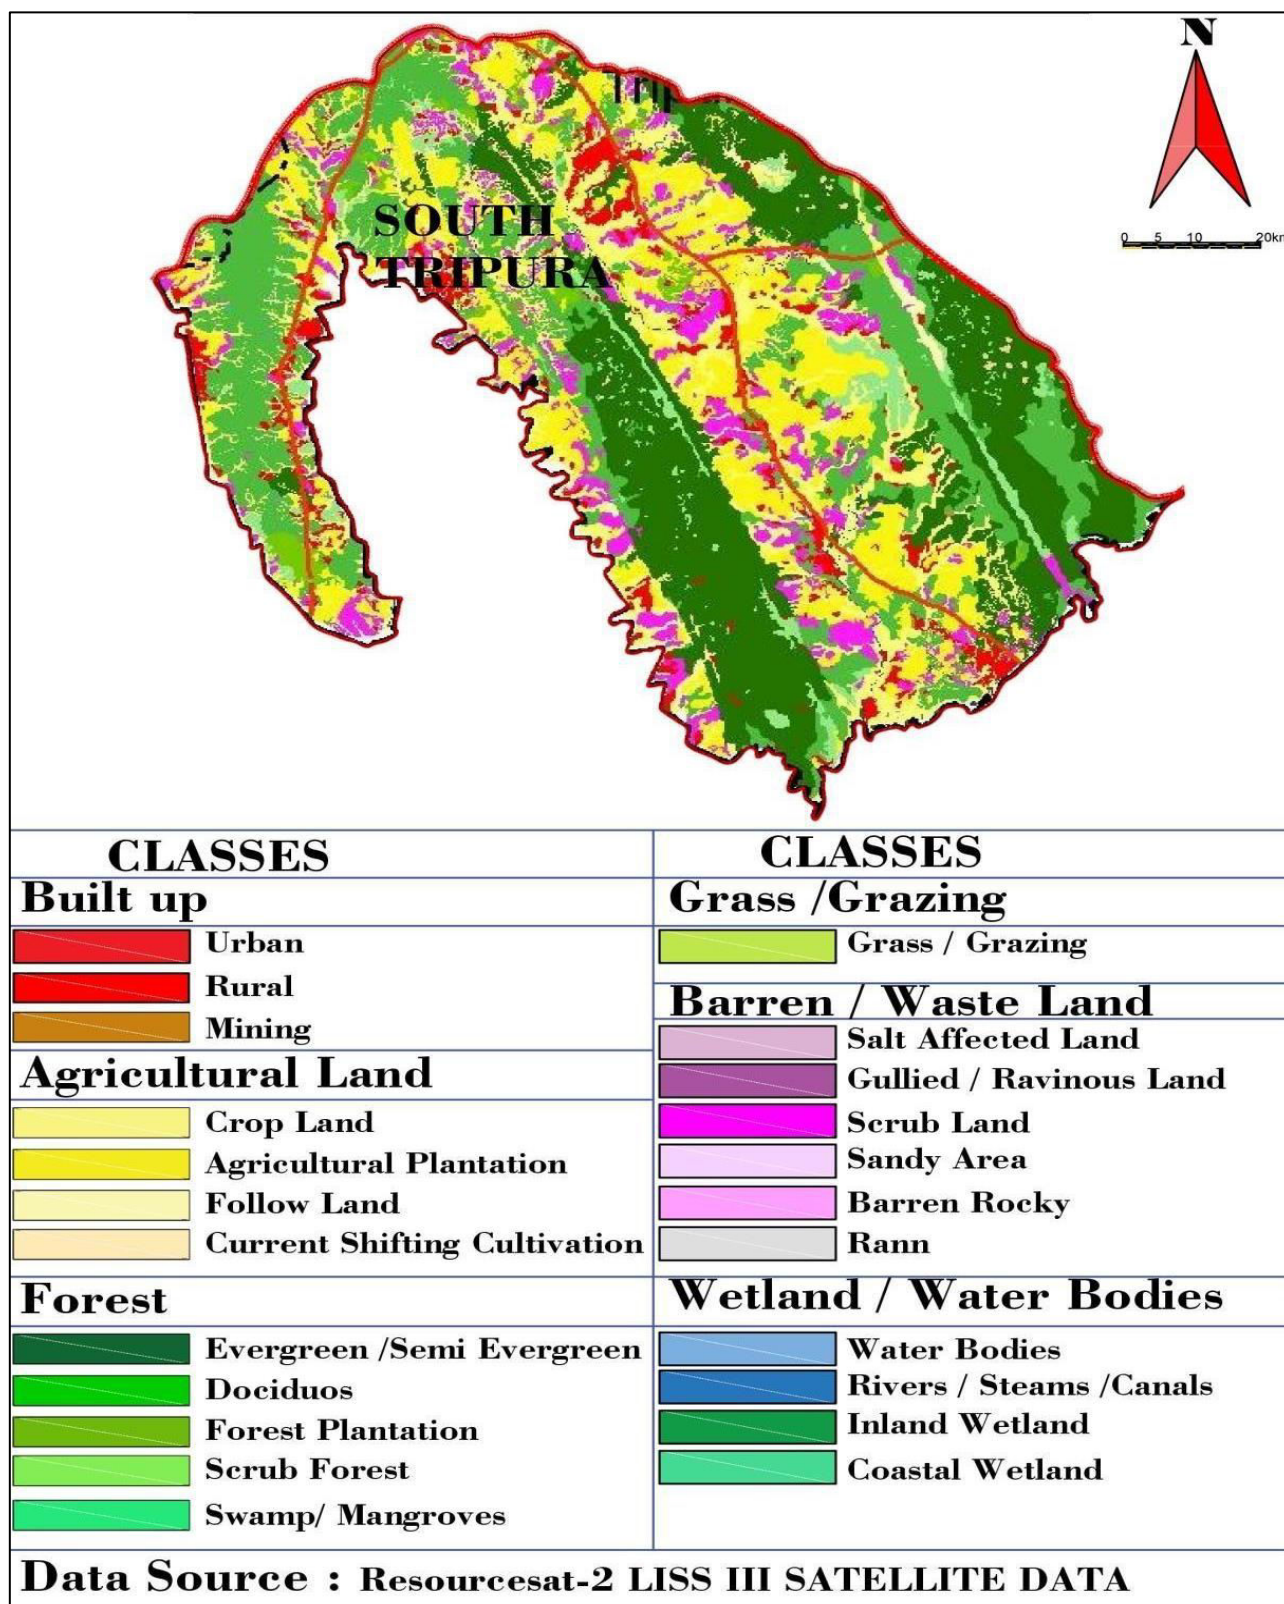 N
Trip
SOUTH
TRIPURA
0 5 10 20km
CLASSES
Built up
Urban
Rural
Mining
Agricultural Land
Crop Land
Agricultural Plantation
Follow Land
Current Shifting Cultivation
Forest
Evergreen /Semi Evergreen
Dociduos
Forest Plantation
Scrub Forest
Swamp/ Mangroves
CLASSES
Grass /Grazing
Grass / Grazing
Barren / Waste Land
Salt Affected Land
Gullied / Ravinous Land
Scrub Land
Sandy Area
Barren Rocky
Rann
Wetland / Water Bodies
Water Bodies
Rivers / Steams /Canals
Inland Wetland
Coastal Wetland
Data Source : Resourcesat-2 LISS III SATELLITE DATA